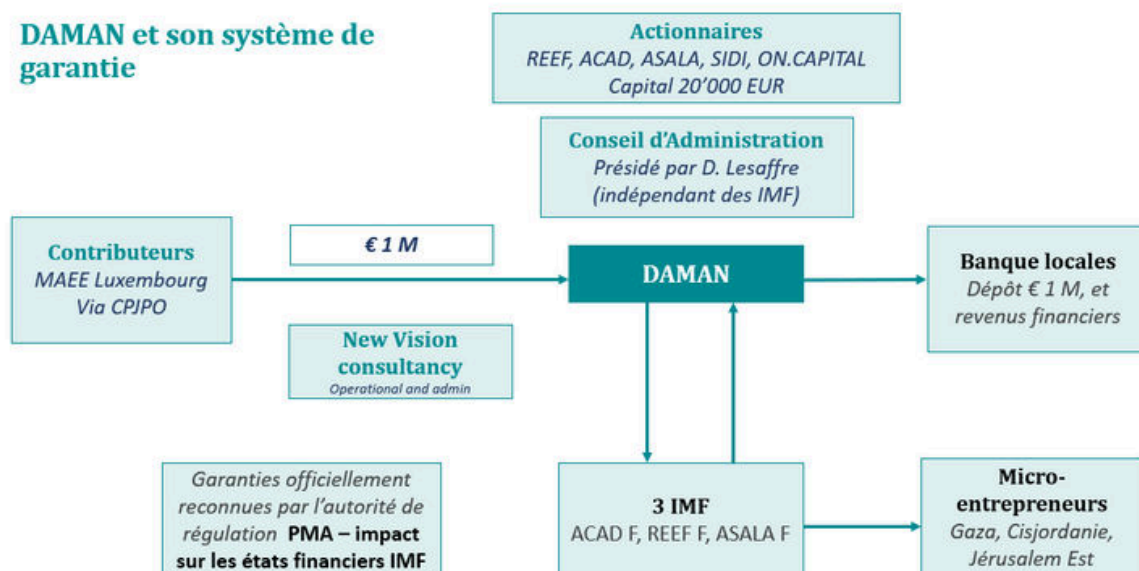 DAMAN et son système de
garantie
Actionnaires
REEF, ACAD, ASALA, SIDI, ON.CAPITAL
Capital 20’000 EUR
Conseil d’Administration
Présidé par D. Lesaffre
(indépendant des IMF)
Contributeurs
MAEE Luxembourg
Via CPJPO
€ 1 M
DAMAN
Banque locales
Dépôt € 1 M, et
revenus financiers
New Vision
consultancy
Operational and admin
Garanties officiellement
reconnues par l’autorité de
régulation PMA – impact
sur les états financiers IMF
3 IMF
ACAD F, REEF F, ASALA F
Micro-
entrepreneurs
Gaza, Cisjordanie,
Jérusalem Est